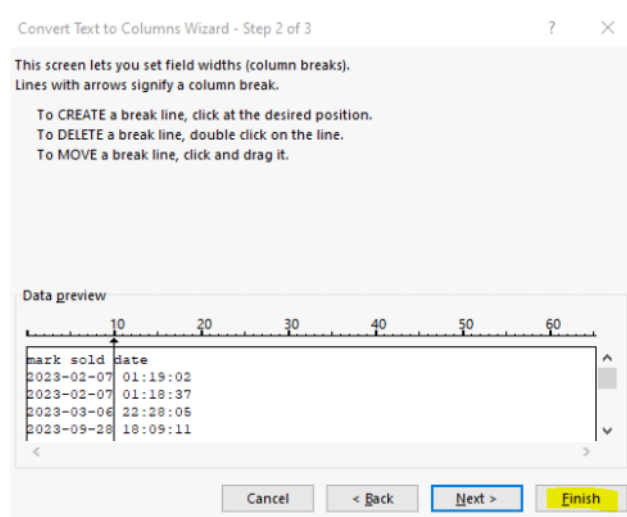 Convert Text to Columns Wizard - Step 2 of 3 ? ×
This screen lets you set field widths (column breaks).
Lines with arrows signify a column break.
To CREATE a break line, click at the desired position.
To DELETE a break line, double click on the line.
To MOVE a break line, click and drag it.
Data preview
10 20 30 40 50 60
mark sold date
2023-02-07 01:19:02
2023-02-07 01:18:37
2023-03-06 22:28:05
2023-09-28 18:09:11
Cancel < Back Next > Finish